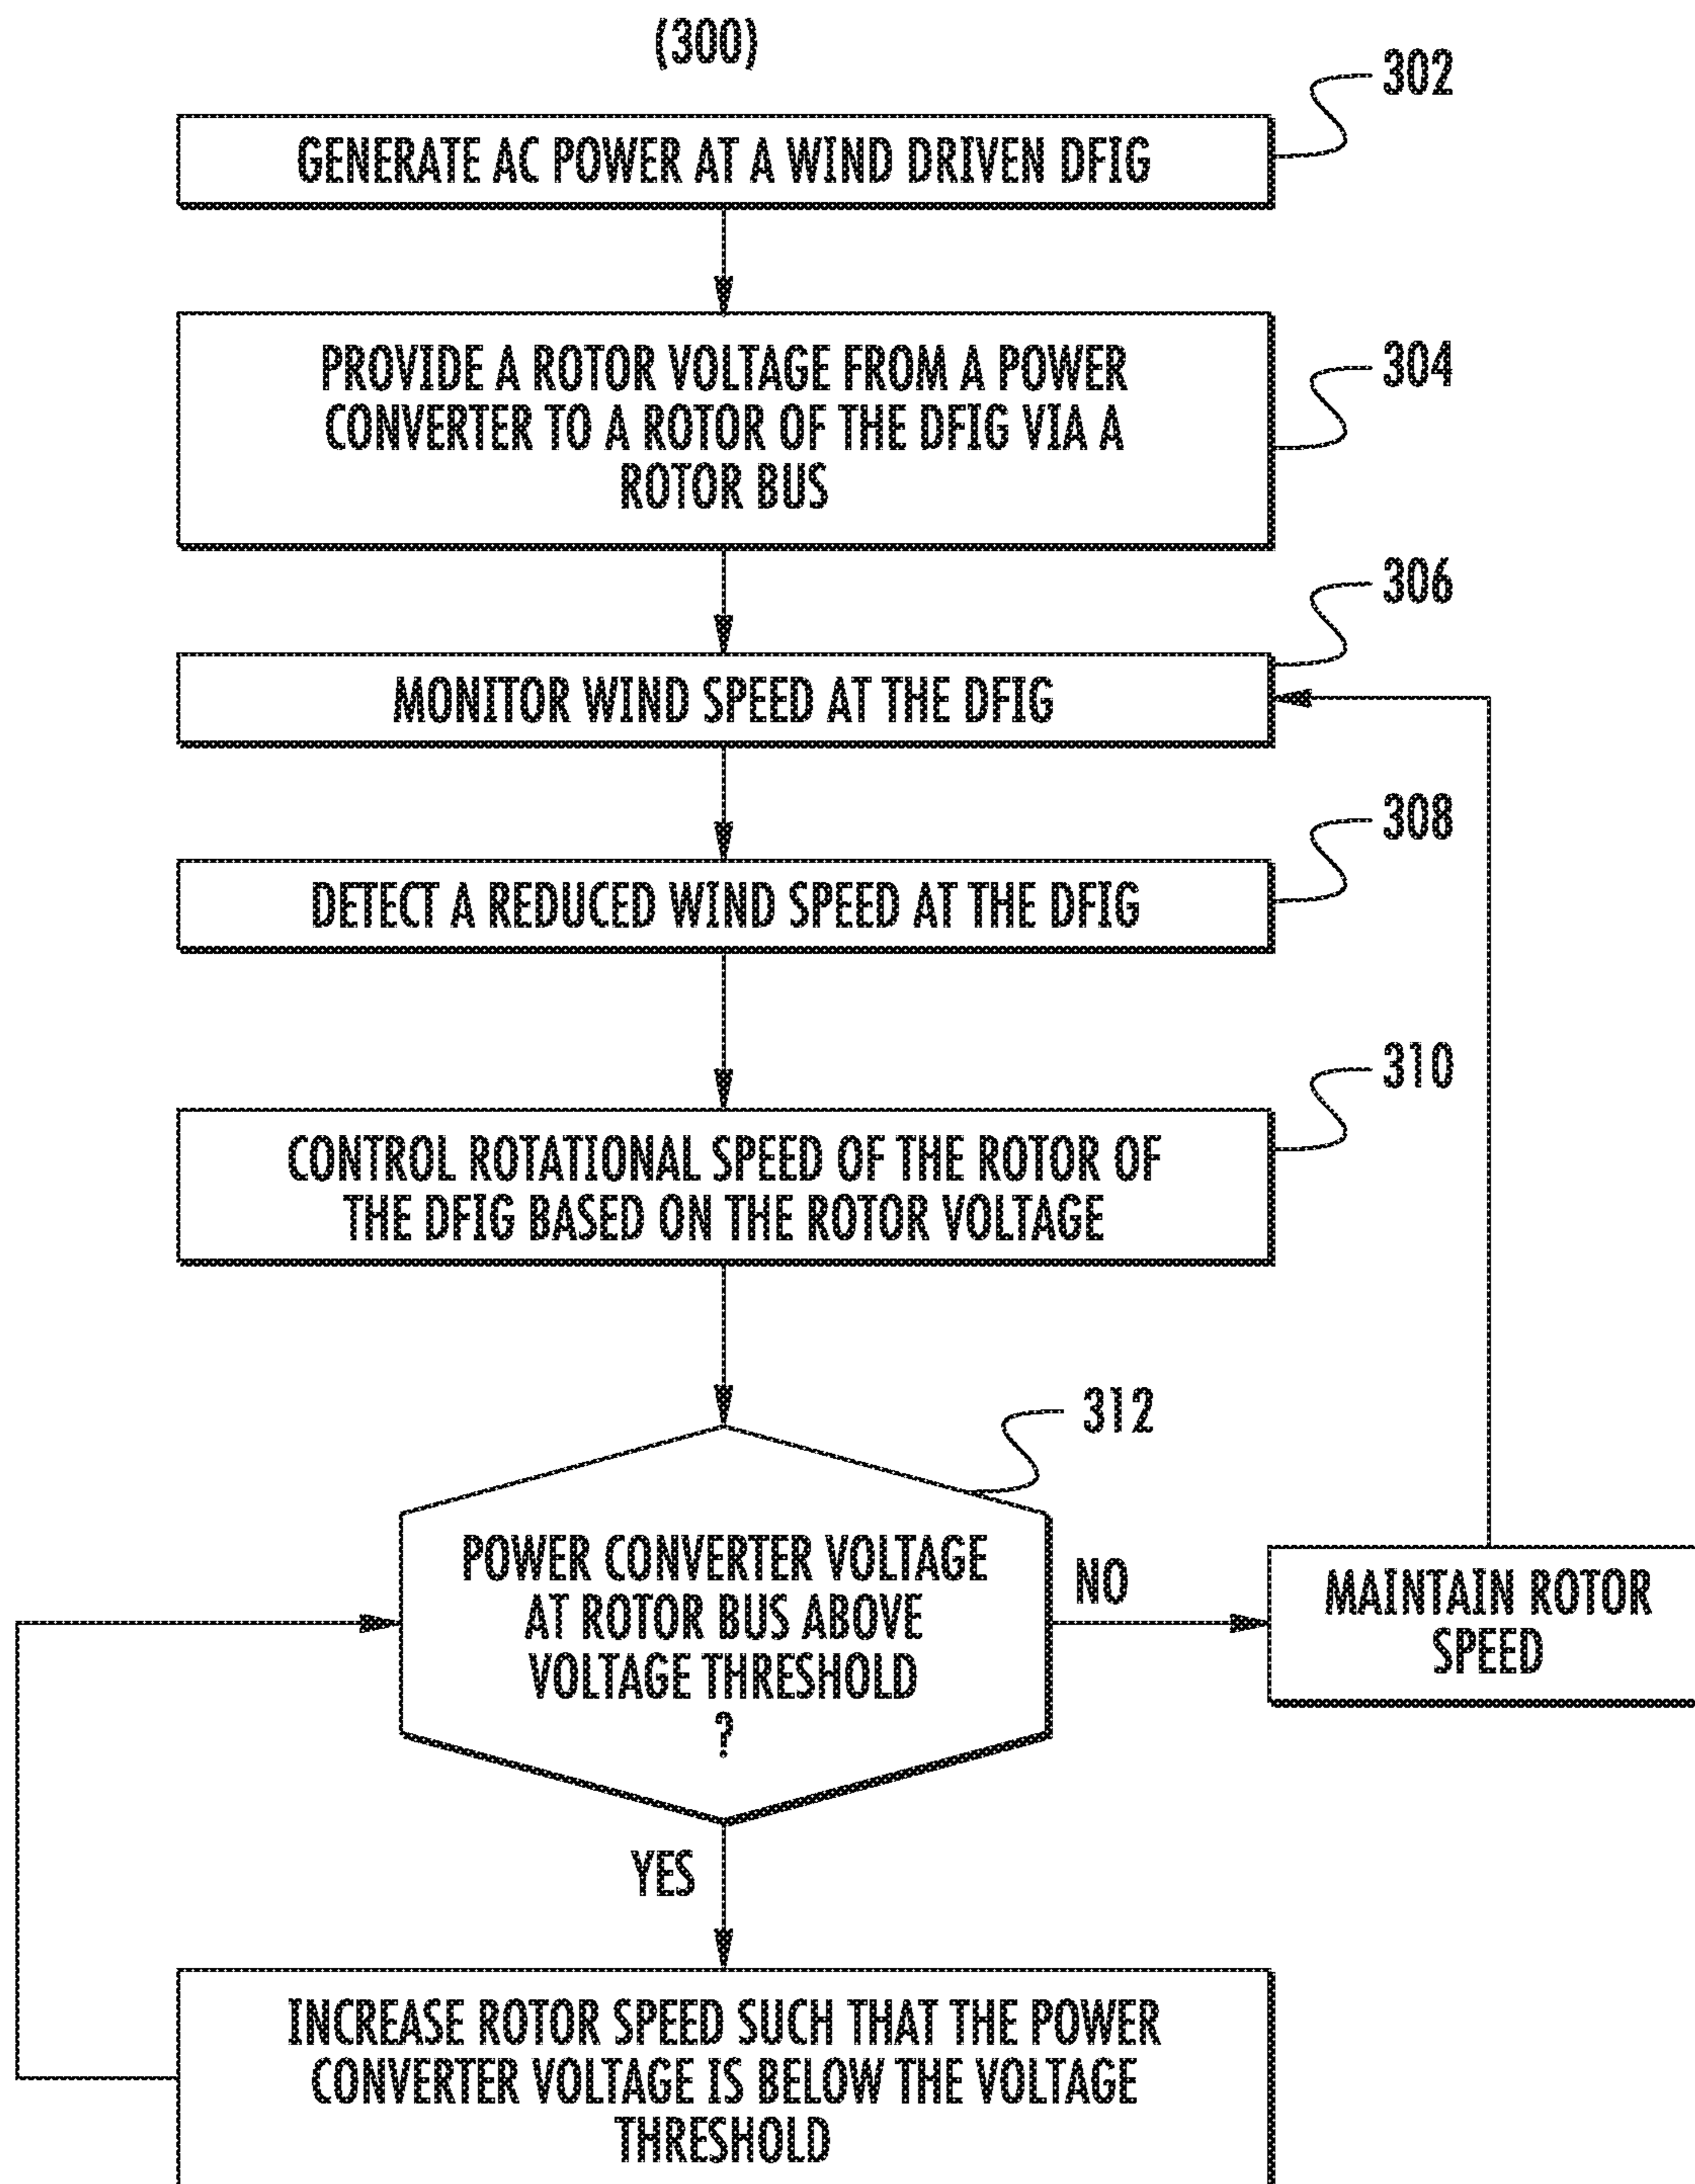 (300)
302
GENERATE AC POWER AT A WIND DRIVEN DFIG
304
PROVIDE A ROTOR VOLTAGE FROM A POWER
CONVERTER TO A ROTOR OF THE DFIG VIA A
ROTOR BUS
306
MONITOR WIND SPEED AT THE DFIG
308
DETECT A REDUCED WIND SPEED AT THE DFIG
310
CONTROL ROTATIONAL SPEED OF THE ROTOR OF
THE DFIG BASED ON THE ROTOR VOLTAGE
312
POWER CONVERTER VOLTAGE
AT ROTOR BUS ABOVE
VOLTAGE THRESHOLD
?
NO
MAINTAIN ROTOR
SPEED
YES
INCREASE ROTOR SPEED SUCH THAT THE POWER
CONVERTER VOLTAGE IS BELOW THE VOLTAGE
THRESHOLD